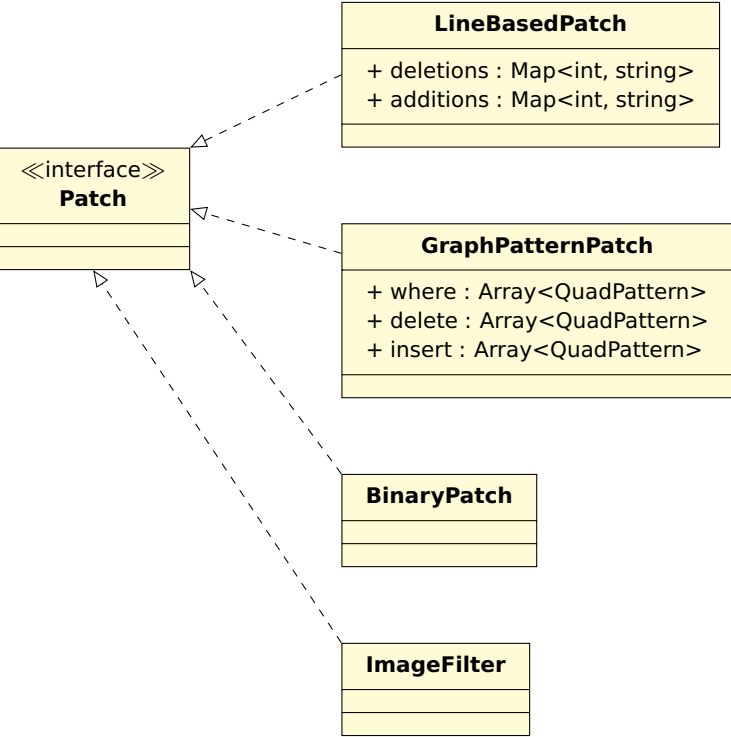 LineBasedPatch
+ deletions : Map<int, string>
+ additions : Map<int, string>
≪interface≫
Patch
GraphPatternPatch
+ where : Array<QuadPattern>
+ delete : Array<QuadPattern>
+ insert : Array<QuadPattern>
BinaryPatch
ImageFilter